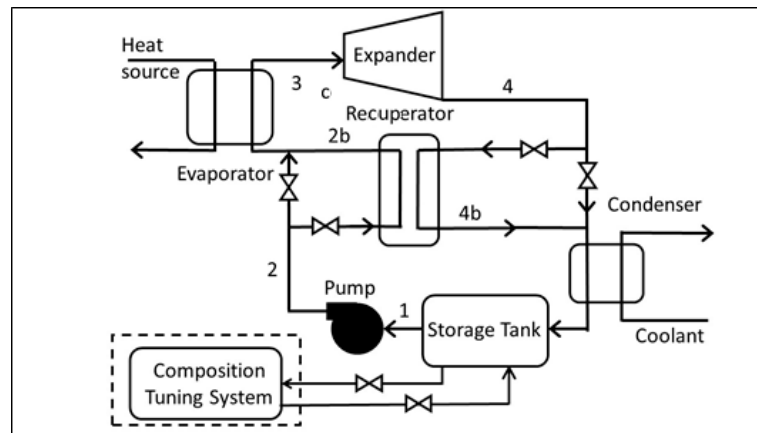 Heat
source
3
c
Expander
4
Recuperator
2b
Evaporator
4b
Condenser
2
Pump
1
Storage Tank
Coolant
Composition
Tuning System